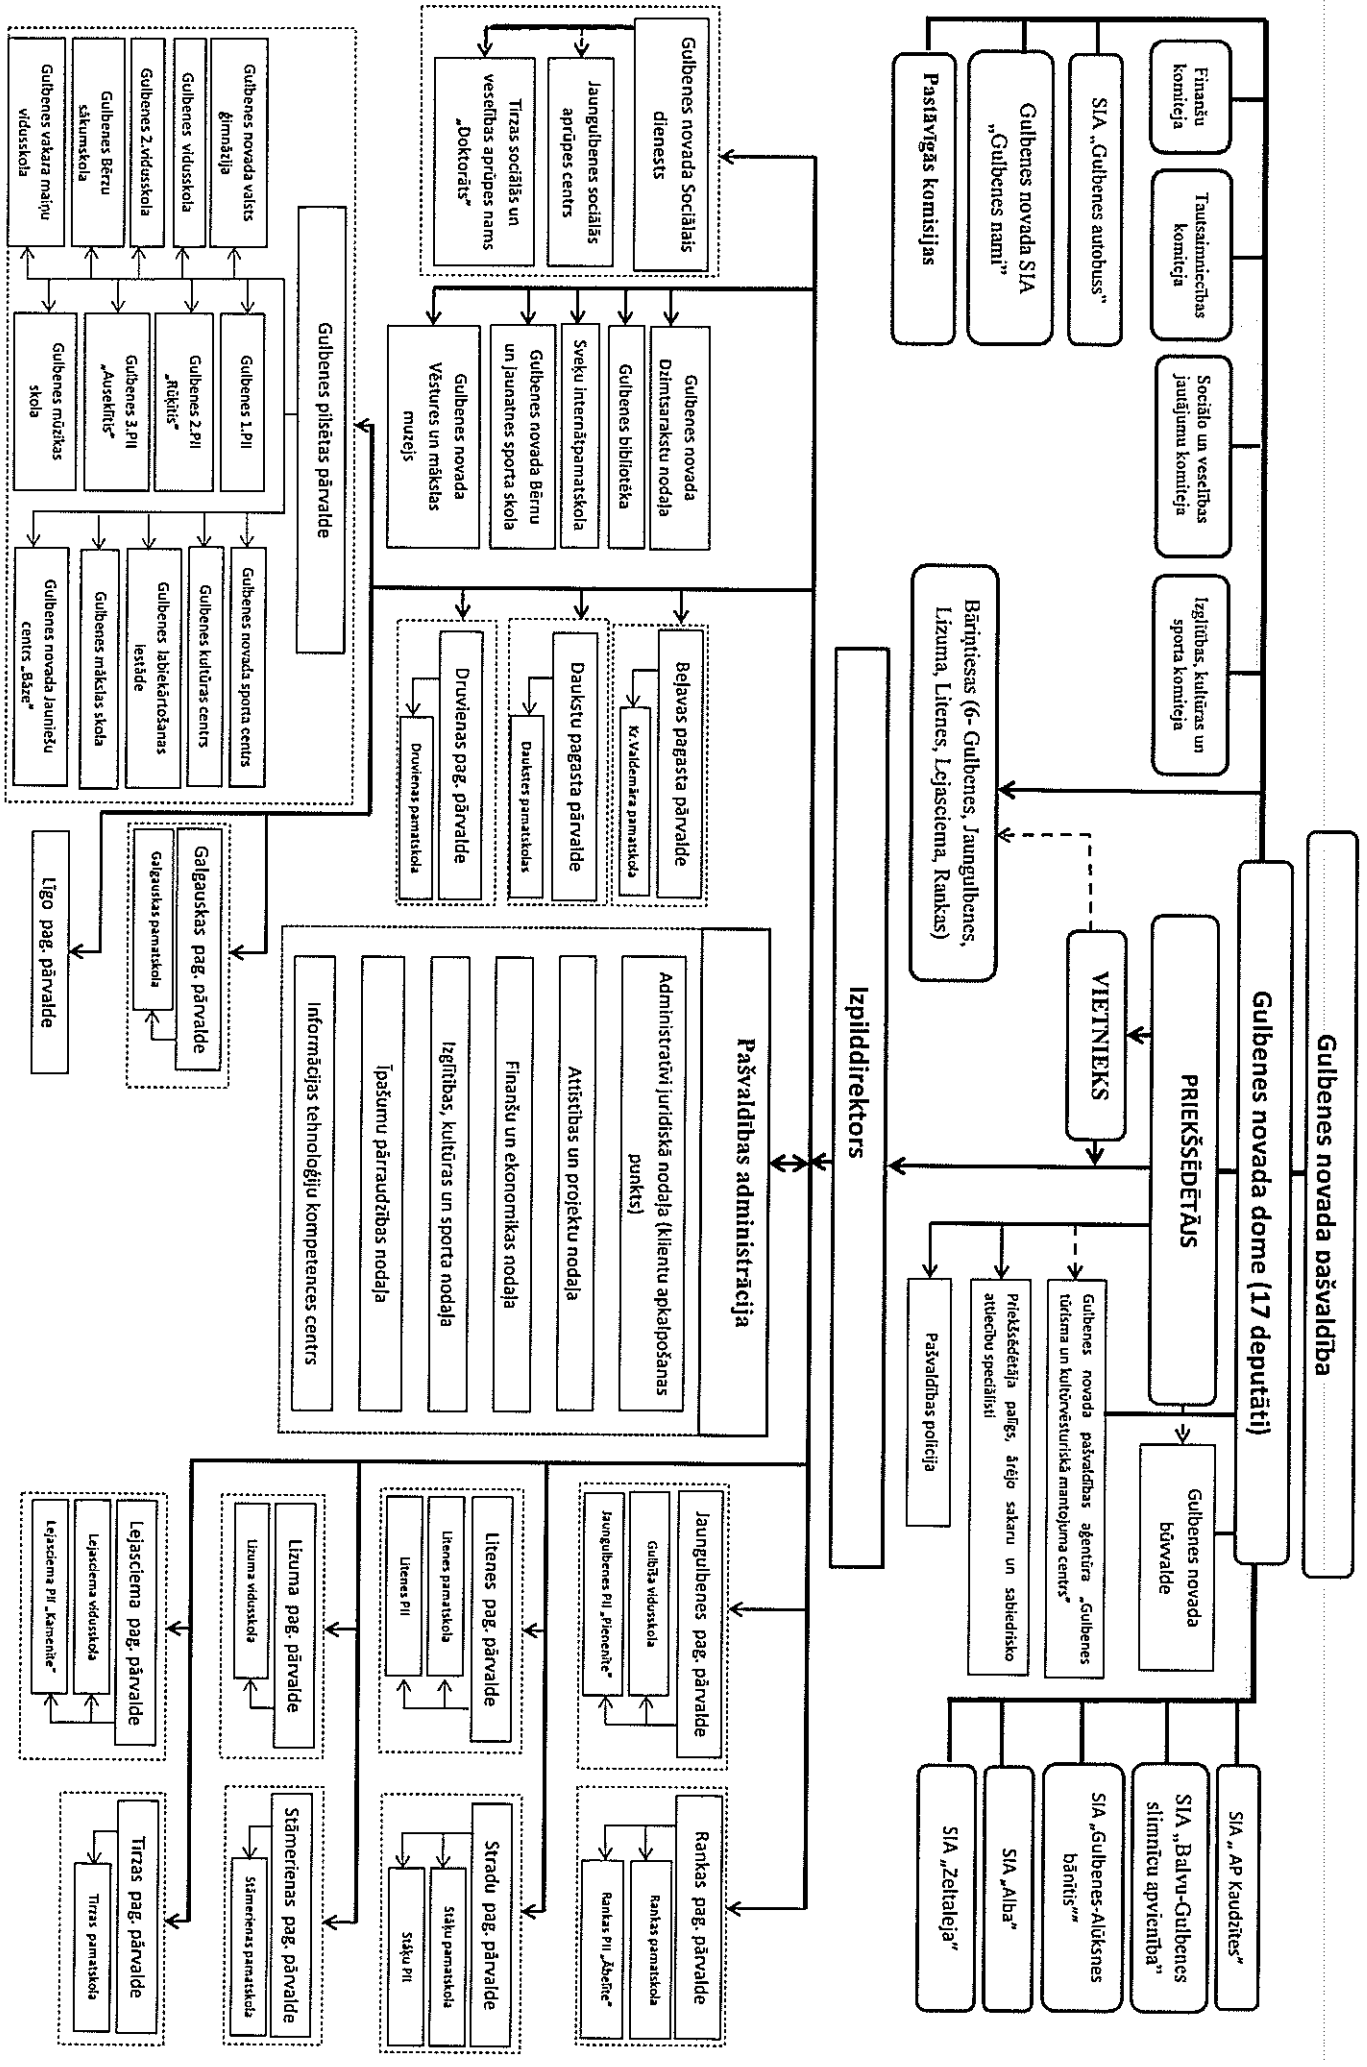 Gulbenes novada pašvaldība
Gulbenes novada dome (17 deputāti)
Finanšu
komiteja
Tautsaimniecības
komiteja
Sociālo un veselības
jautājumu komiteja
Izglītības, kultūras un
sporta komiteja
SIA „Gulbenes autobuss"
Gulbenes novada SIA
„Gulbenes nami"
Pastāvīgās komisijas
Bāriņtiesas (6- Gulbenes, Jaungulbenes,
Lizuma, Litenes, Lejasciema, Rankas)
PRIEKŠSĒDĒTĀJS
VIETNIEKS
Gulbenes novada
būvvalde
Gulbenes novada pašvaldības aģentūra „Gulbenes
tūrisma un kultūrvēsturiskā mantojuma centrs"
Priekšsēdētāja palīgs, ārējo sakaru un sabiedrisko
attiecību speciālisti
Pašvaldības policija
SIA „AP Kaudzītes"
SIA „Balvu-Gulbenes
slimnīcu apvienība"
SIA „Gulbenes-Alūksnes
bānītis""
SIA „Alba"
SIA „Zeltaleja"
Izpilddirektors
Gulbenes novada Sociālais
dienests
Jaungulbenes sociālās
aprūpes centrs
Tirzas sociālās un
veselības aprūpes nams
„Doktorāts"
Gulbenes novada
Dzimtsarakstu nodaļa
Gulbenes bibliotēka
Sveķu internātpamatskola
Gulbenes novada Bērnu
un jaunatnes sporta skola
Gulbenes novada
Vēstures un mākslas
muzejs
Beļavas pagasta pārvalde
Kr.Valdemāra pamatskola
Daukstu pagasta pārvalde
Daukstes pamatskolas
Druvienas pag. pārvalde
Druvienas pamatskola
Pašvaldības administrācija
Administratīvi juridiskā nodaļa (klientu apkalpošanas
punkts)
Attīstības un projektu nodaļa
Finanšu un ekonomikas nodaļa
Izglītības, kultūras un sporta nodaļa
Īpašumu pārraudzības nodaļa
Informācijas tehnoloģiju kompetences centrs
Jaungulbenes pag. pārvalde
Gulbīša vidusskola
Jaungulbenes PII „Pienenīte"
Rankas pag. pārvalde
Rankas pamatskola
Rankas PII „Ābelīte"
Litenes pag. pārvalde
Litenes pamatskola
Litenes PII
Stradu pag. pārvalde
Stāķu pamatskola
Stāķu PII
Lizuma pag. pārvalde
Lizuma vidusskola
Stāmerienas pag. pārvalde
Stāmerienas pamatskola
Lejasciema pag. pārvalde
Lejasciema vidusskola
Lejasciema PII „Kamenīte"
Tirzas pag. pārvalde
Tirzas pamatskola
Gulbenes pilsētas pārvalde
Gulbenes novada valsts
ģimnāzija
Gulbenes vidusskola
Gulbenes 2.vidusskola
Gulbenes Bērzu
sākumskola
Gulbenes vakara maiņu
vidusskola
Gulbenes 1.PII
Gulbenes 2.PII
„Rūķītis"
Gulbenes 3.PII
„Auseklītis"
Gulbenes mūzikas
skola
Gulbenes novada sporta centrs
Gulbenes kultūras centrs
Gulbenes labiekārtošanas
iestāde
Gulbenes mākslas skola
Gulbenes novada Jauniešu
centrs „Bāze"
Galgauskas pag. pārvalde
Galgauskas pamatskola
Līgo pag. pārvalde